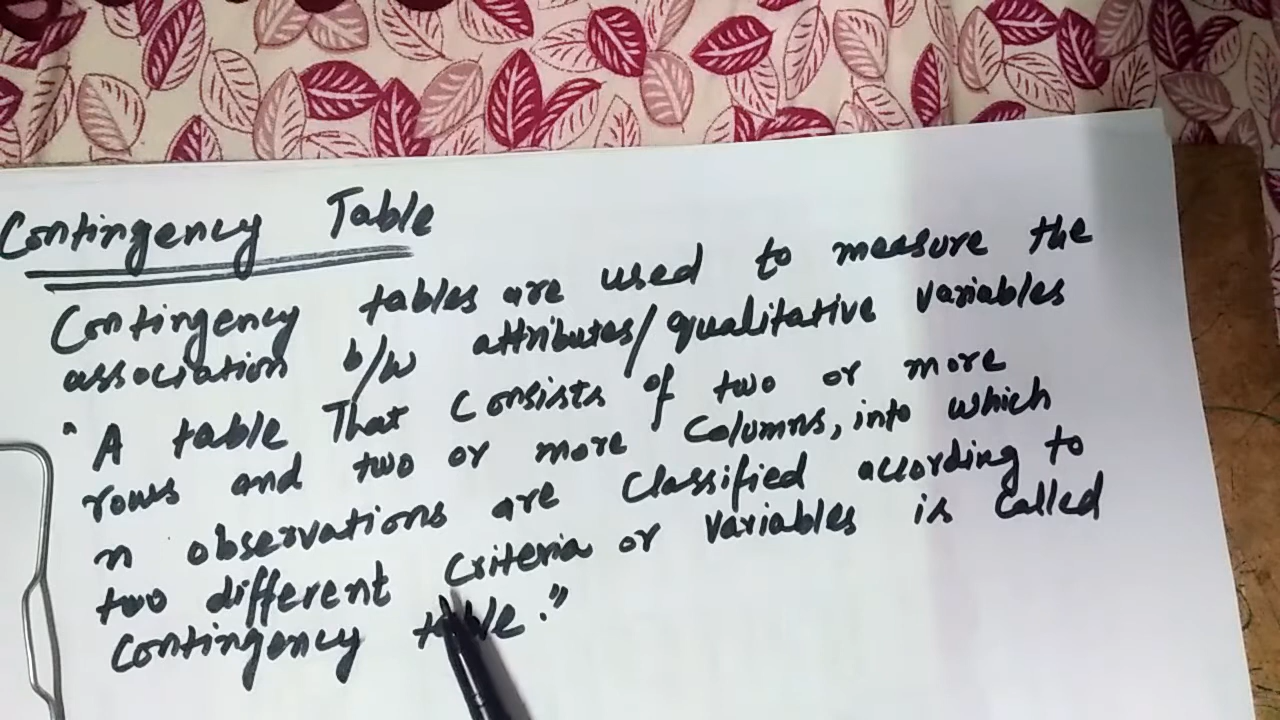 Contingency Table
Contingency tables are used to measure the
association b/w attributes/qualitative variables
"A table That Consists of two or more
rows and two or more Columns, into which
n observations are Classified according to
two different Criteria or variables is called
Contingency table."